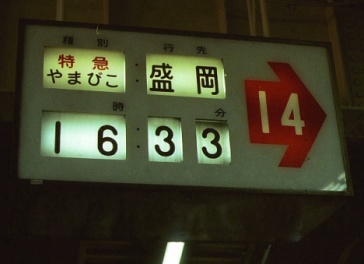 種別 行先
特急
やまびこ 盛岡
時 分
16 33
14